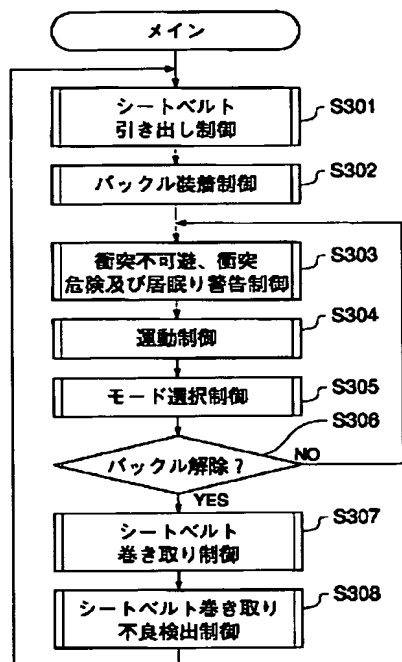 メイン
シートベルト
引き出し制御
S301
バックル装着制御
S302
衝突不可避、衝突
危険及び居眠り警告制御
S303
運動制御
S304
モード選択制御
S305
バックル解除？
S306
NO
YES
シートベルト
巻き取り制御
S307
シートベルト巻き取り
不良検出制御
S308